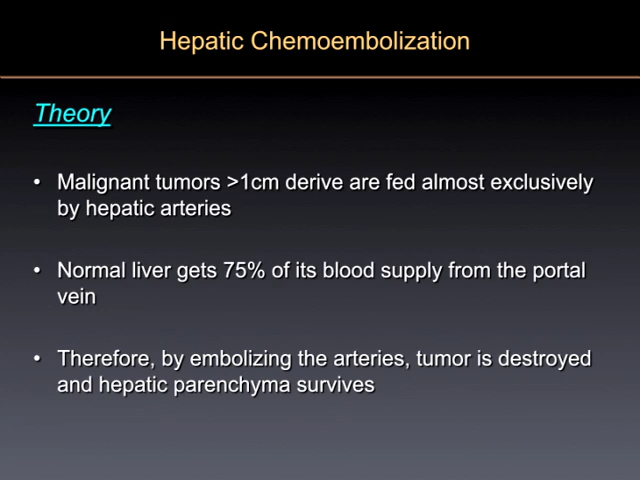 Hepatic Chemoembolization
Theory
• Malignant tumors >1cm derive are fed almost exclusively
by hepatic arteries
• Normal liver gets 75% of its blood supply from the portal
vein
• Therefore, by embolizing the arteries, tumor is destroyed
and hepatic parenchyma survives